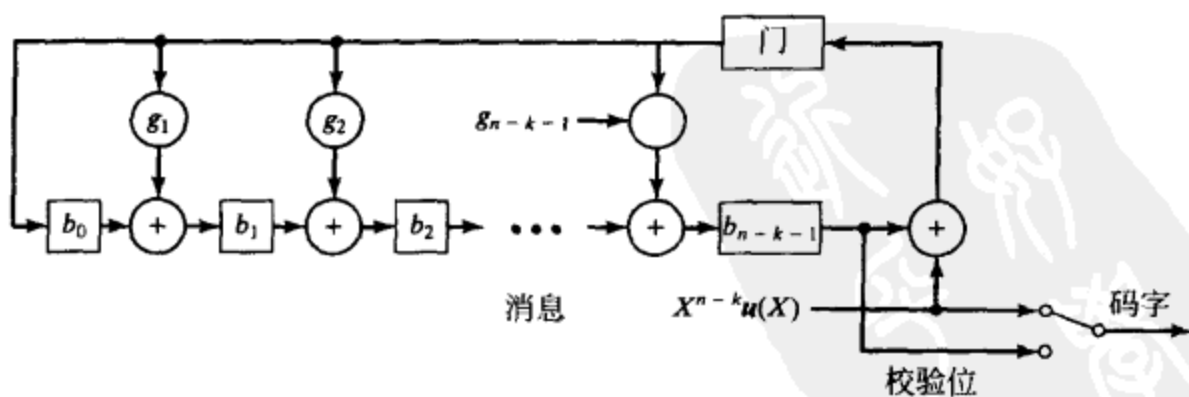 门
g₁
g₂
gₙ₋ₖ₋₁
b₀
+
b₁
+
b₂
•••
+
bₙ₋ₖ₋₁
+
消息
Xⁿ⁻ᵏu(X)
码字
校验位